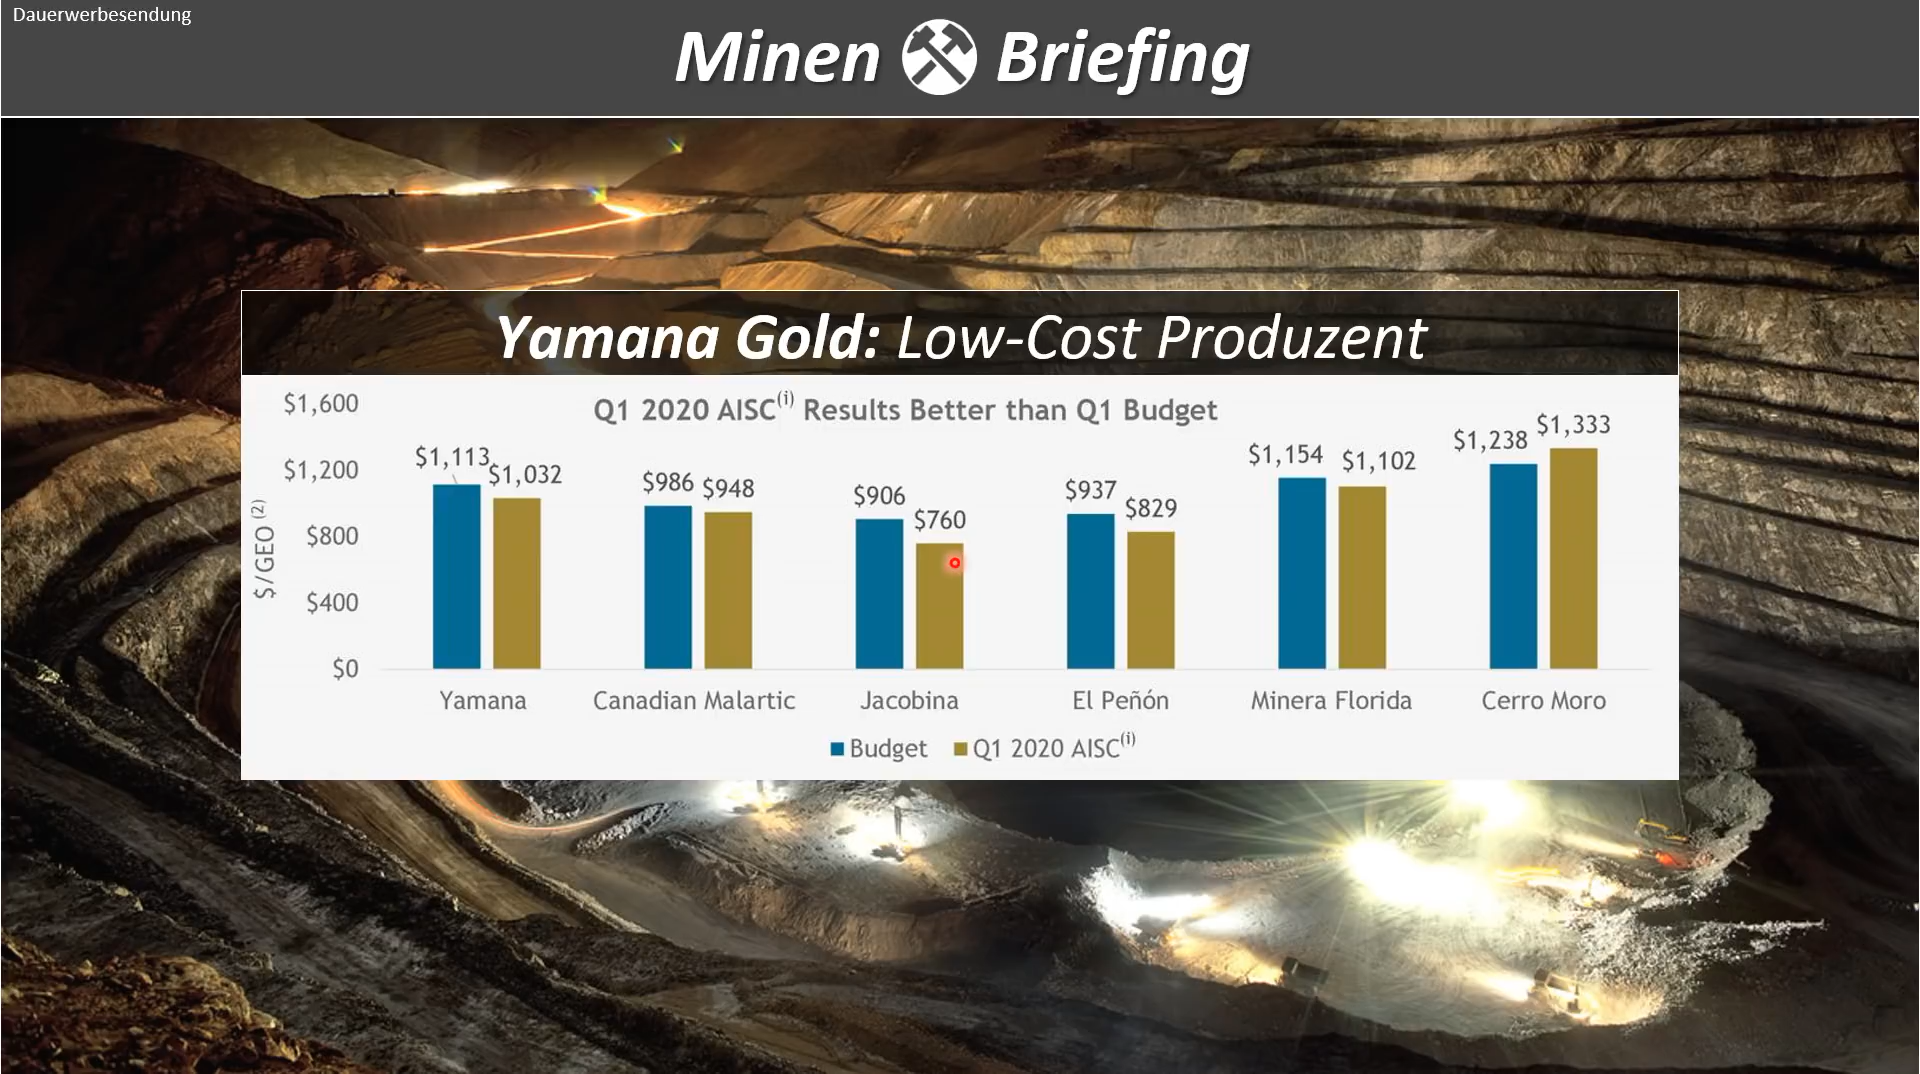 Dauerwerbesendung
Minen Briefing
Yamana Gold: Low-Cost Produzent
Q1 2020 AISC(i) Results Better than Q1 Budget
$/GEO (2)
$1,600
$1,200
$800
$400
$0
$1,113 $1,032
$986 $948
$906 $760
$937 $829
$1,154 $1,102
$1,238 $1,333
Yamana Canadian Malartic Jacobina El Peñón Minera Florida Cerro Moro
Budget Q1 2020 AISC(i)